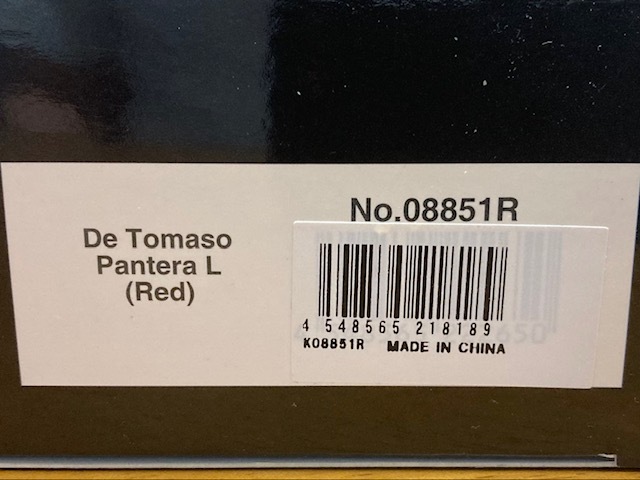 No.08851R
De Tomaso
Pantera L
(Red)
4 548565 218189
K08851R MADE IN CHINA